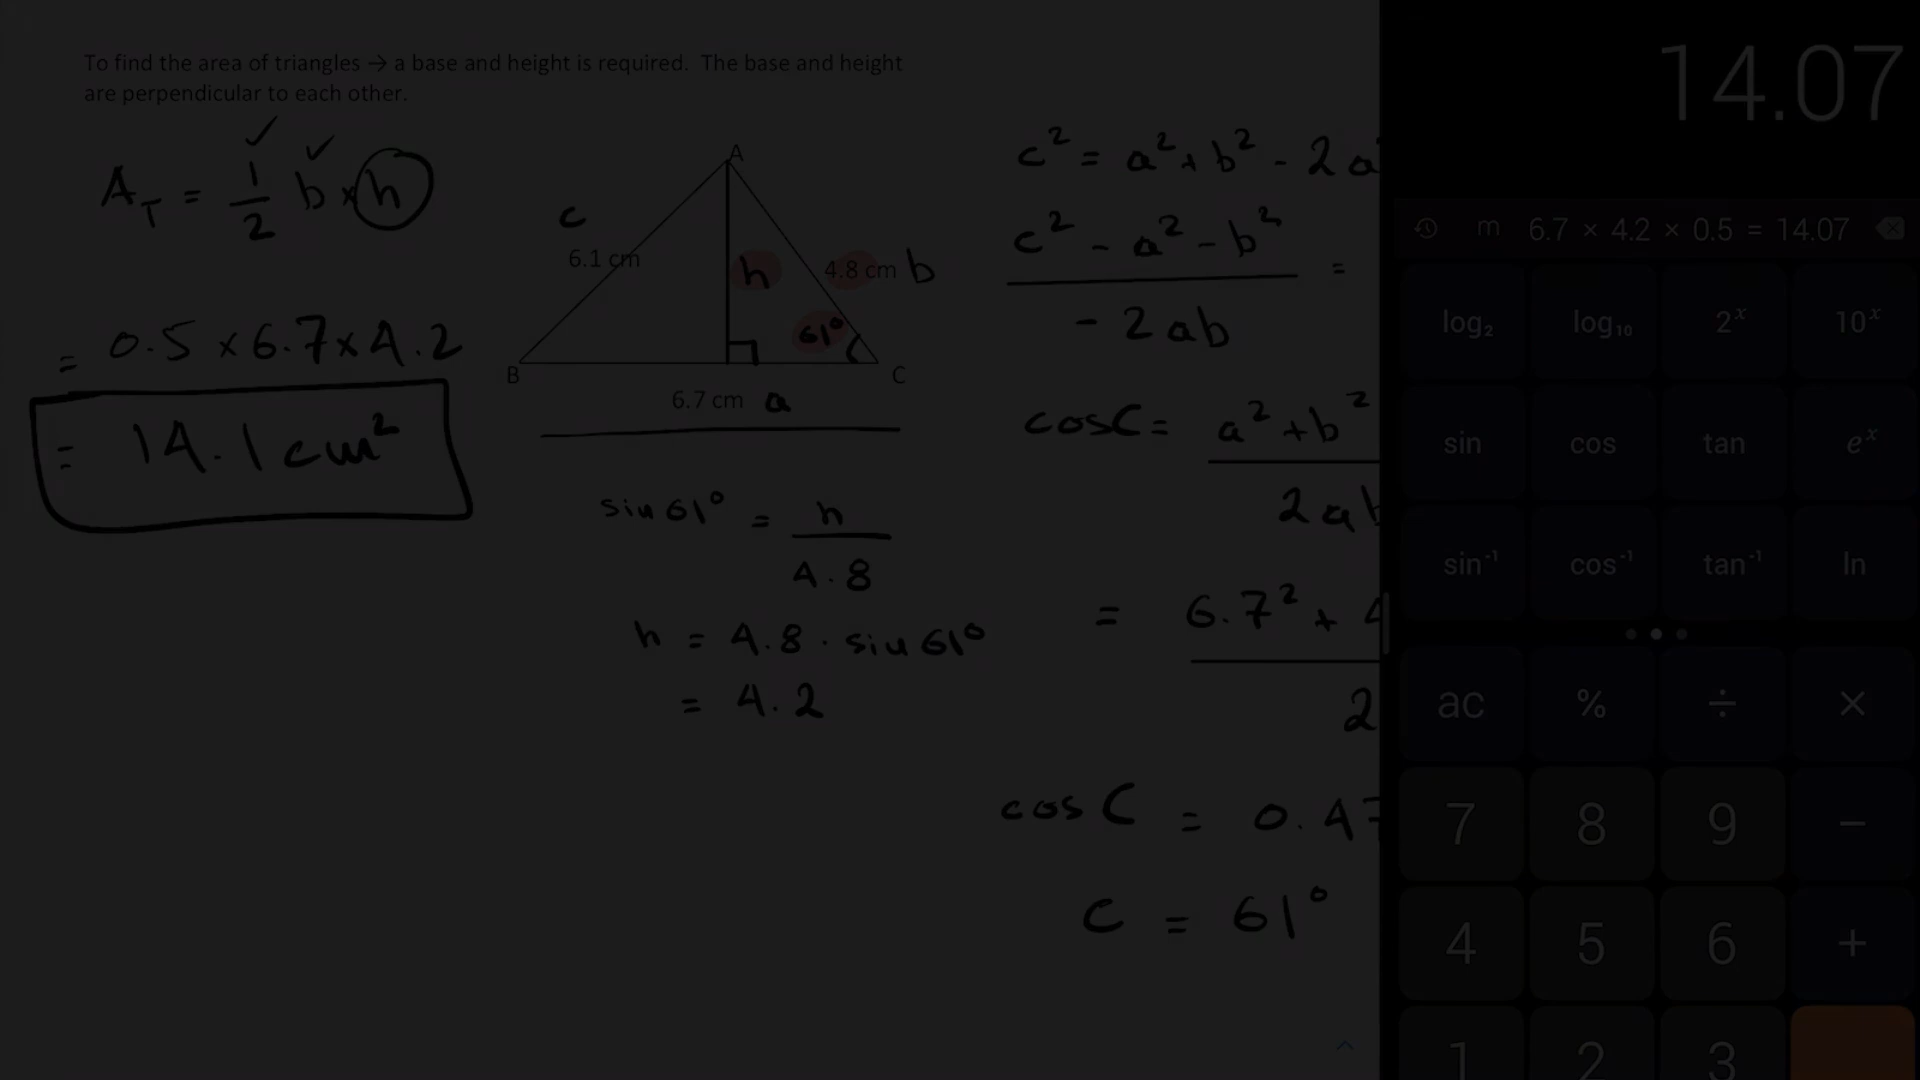 To find the area of triangles → a base and height is required. The base and height
are perpendicular to each other.
A_T = 1/2 b × h
= 0.5 × 6.7 × 4.2
= 14.1 cm²
A
c
6.1 cm
h
4.8 cm b
61°
B
C
6.7 cm a
sin 61° = h / 4.8
h = 4.8 · sin 61°
= 4.2
c² = a² + b² - 2a
c² - a² - b² =
- 2ab
cos C = a² + b²
2ab
= 6.7² +
2
cos C = 0.47
C = 61°
14.07
m 6.7 × 4.2 × 0.5 = 14.07
log₂ log₁₀ 2ˣ 10ˣ
sin cos tan eˣ
sin⁻¹ cos⁻¹ tan⁻¹ ln
ac % ÷ ×
7 8 9 −
4 5 6 +
1 2 3